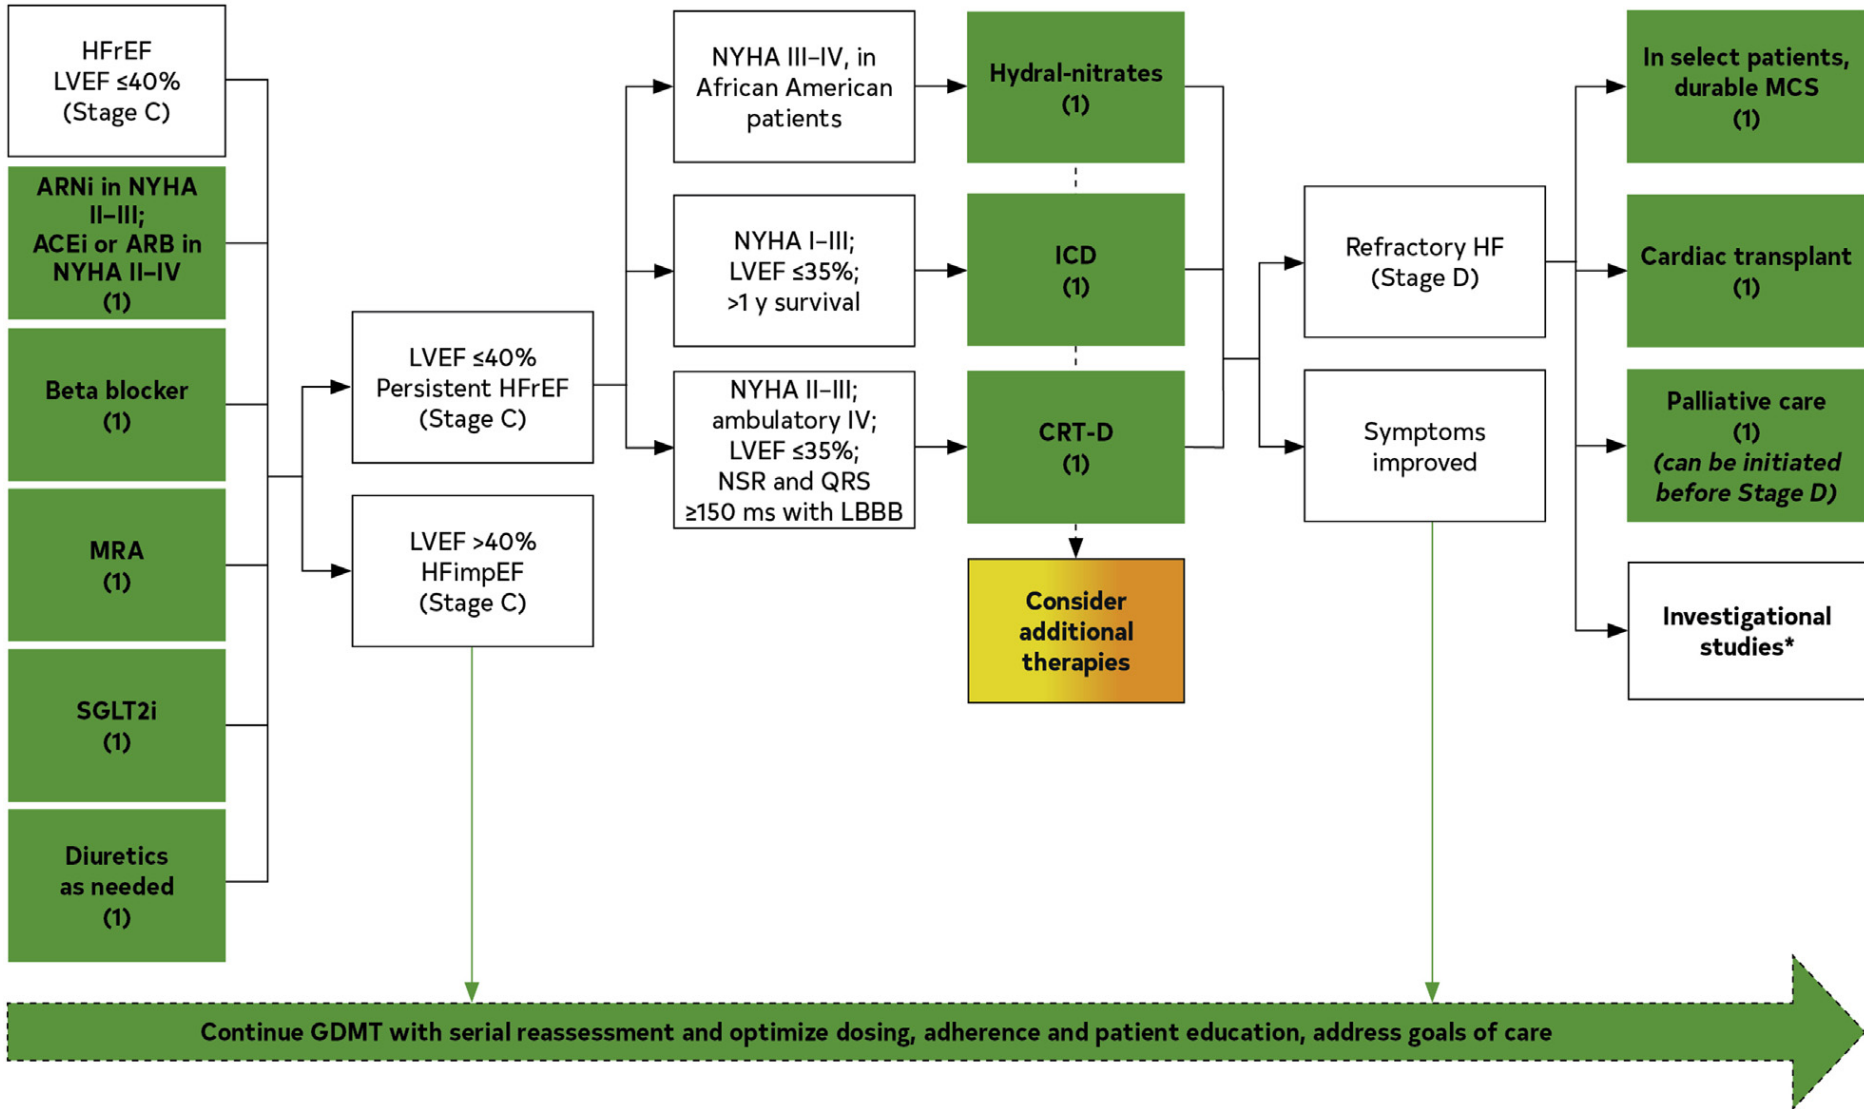 HFrEF
LVEF ≤40%
(Stage C)
ARNi in NYHA
II–III;
ACEi or ARB in
NYHA II–IV
(1)
Beta blocker
(1)
MRA
(1)
SGLT2i
(1)
Diuretics
as needed
(1)
LVEF ≤40%
Persistent HFrEF
(Stage C)
LVEF >40%
HFimpEF
(Stage C)
NYHA III–IV, in
African American
patients
NYHA I–III;
LVEF ≤35%;
>1 y survival
NYHA II–III;
ambulatory IV;
LVEF ≤35%;
NSR and QRS
≥150 ms with LBBB
Hydral-nitrates
(1)
ICD
(1)
CRT-D
(1)
Consider
additional
therapies
Refractory HF
(Stage D)
Symptoms
improved
In select patients,
durable MCS
(1)
Cardiac transplant
(1)
Palliative care
(1)
(can be initiated
before Stage D)
Investigational
studies*
Continue GDMT with serial reassessment and optimize dosing, adherence and patient education, address goals of care